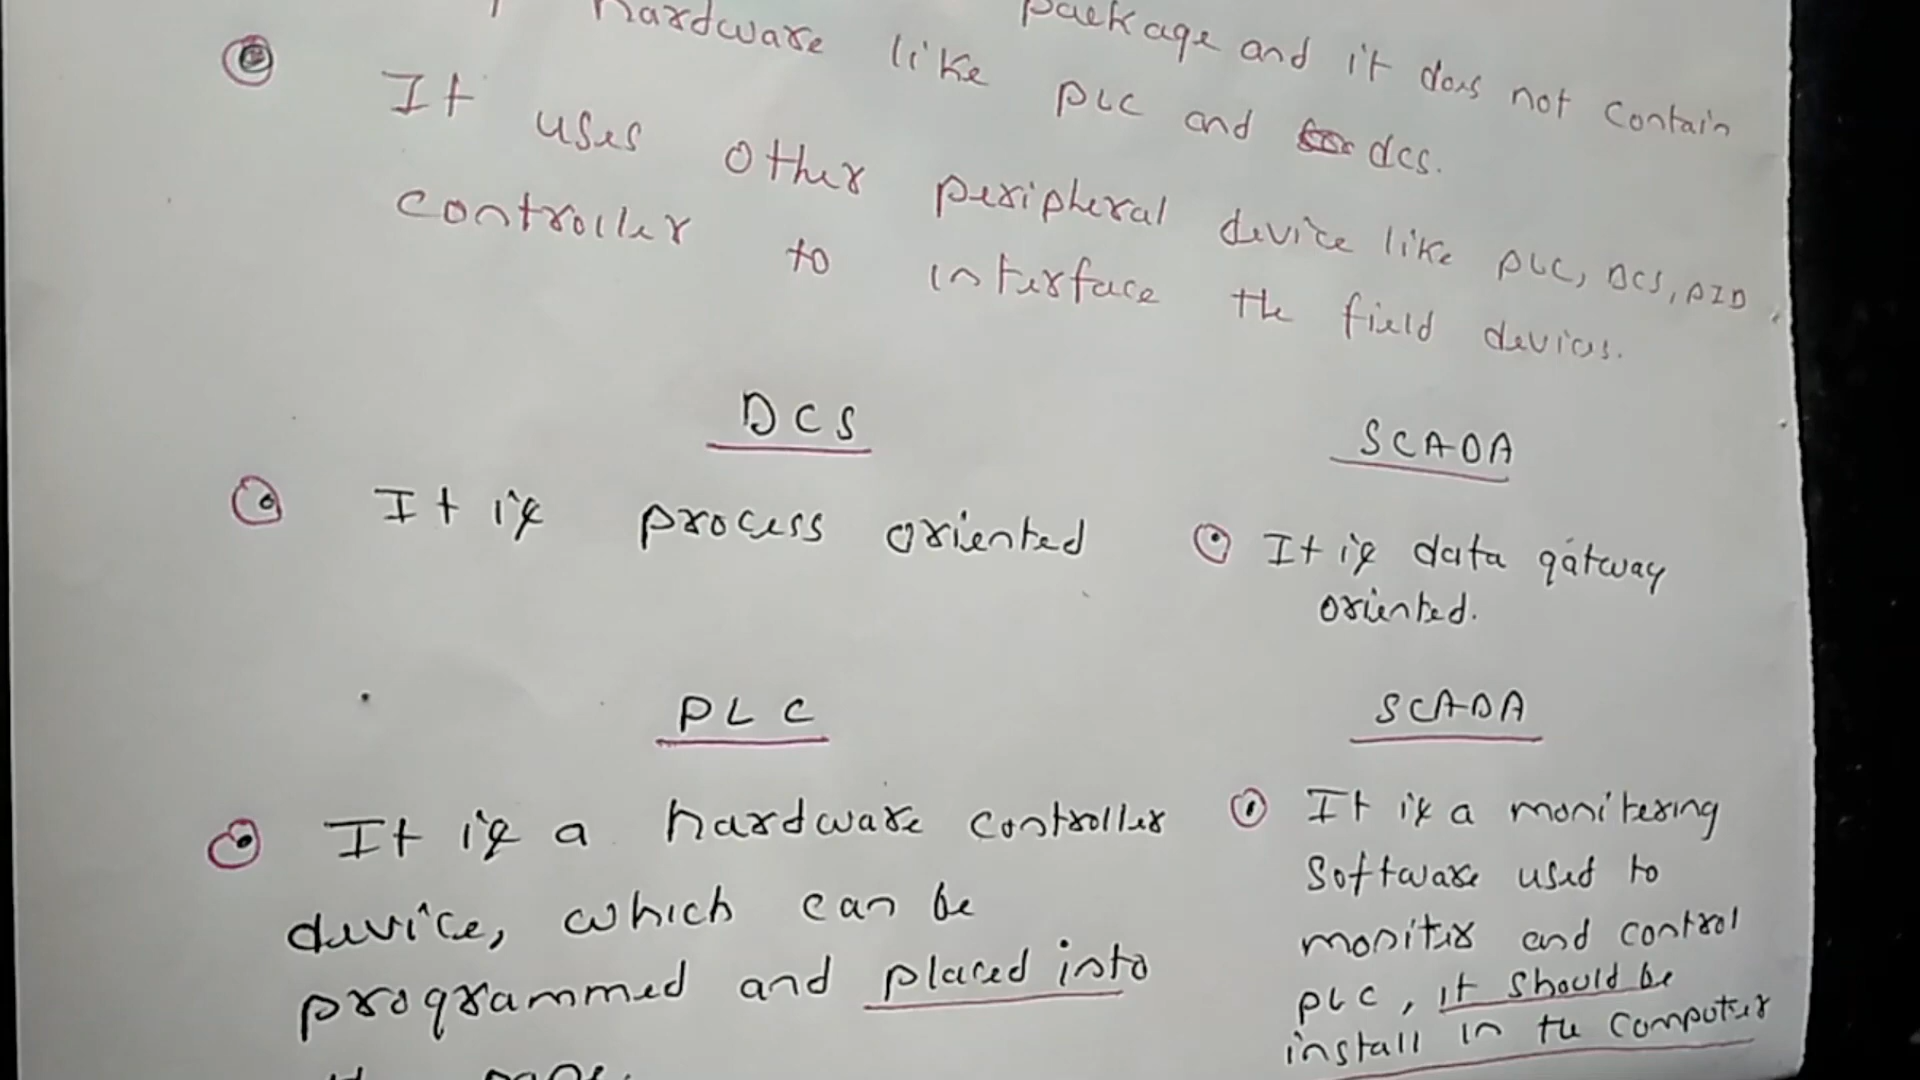 package and it does not contain
hardware like PLC and dcs.
It uses other peripheral device like PLC, DCS, PID
controller to interface the field devices.
DCS
It is process oriented
SCADA
It is data gatway
oriented.
PLC
It is a hardware controller
device, which can be
programmed and placed into
SCADA
It is a monitering
Software used to
moniter and control
PLC, it should be
install in the computer